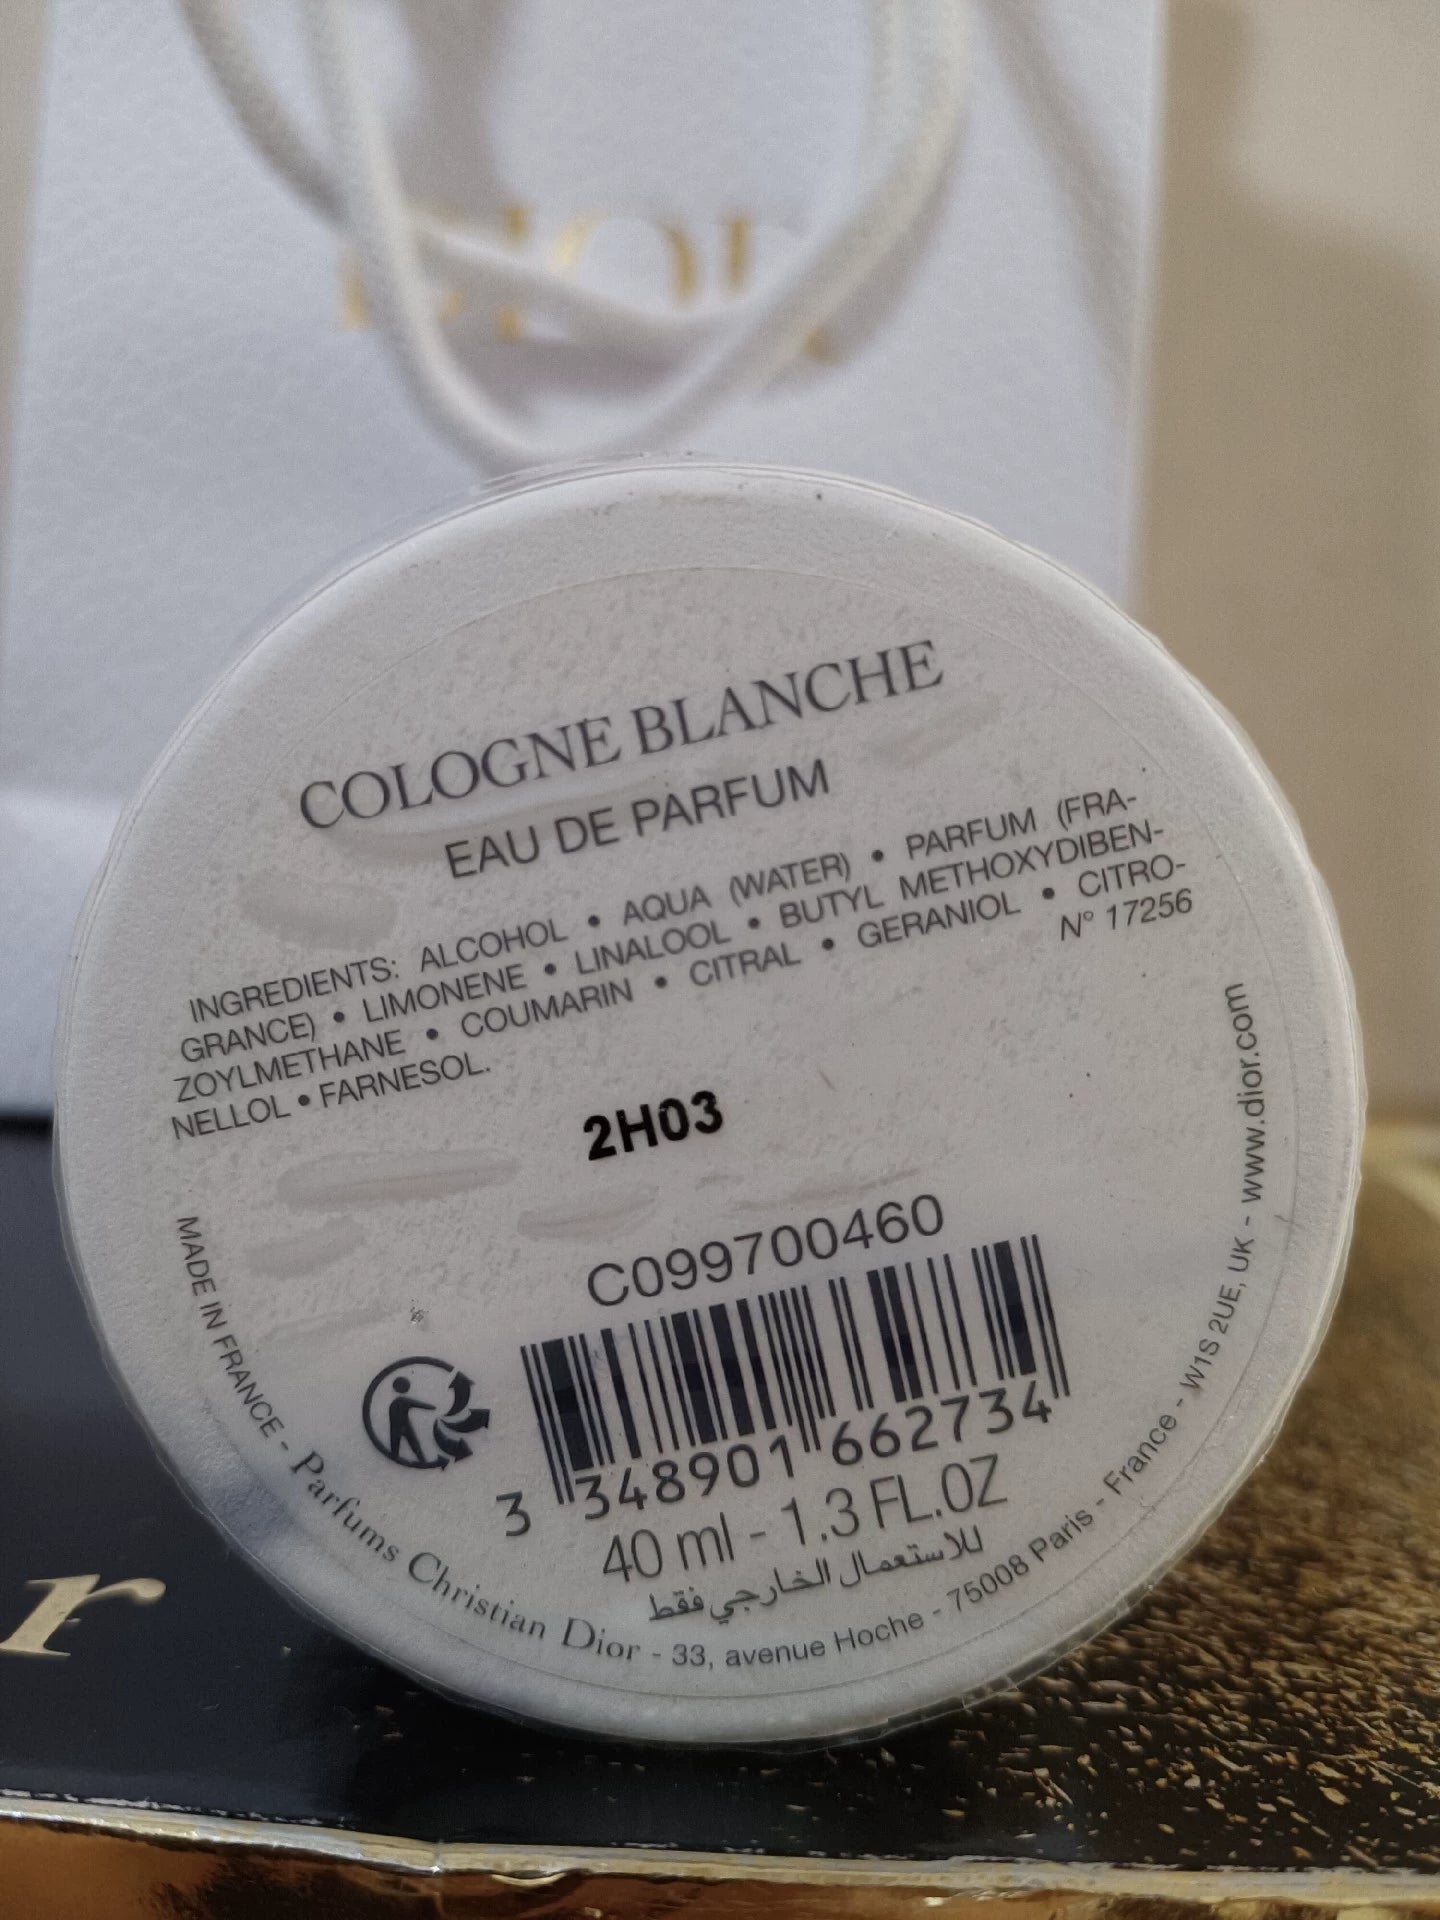 DIOR
COLOGNE BLANCHE
EAU DE PARFUM
INGREDIENTS: ALCOHOL • AQUA (WATER) • PARFUM (FRA-
GRANCE) • LIMONENE • LINALOOL • BUTYL METHOXYDIBEN-
ZOYLMETHANE • COUMARIN • CITRAL • GERANIOL • CITRO-
NELLOL • FARNESOL.
N° 17256
2H03
C099700460
3 348901 662734
40 ml - 1.3 FL.OZ
للاستعمال الخارجي فقط
MADE IN FRANCE - Parfums Christian Dior - 33, avenue Hoche - 75008 Paris - France - W1S 2UE, UK - www.dior.com
r